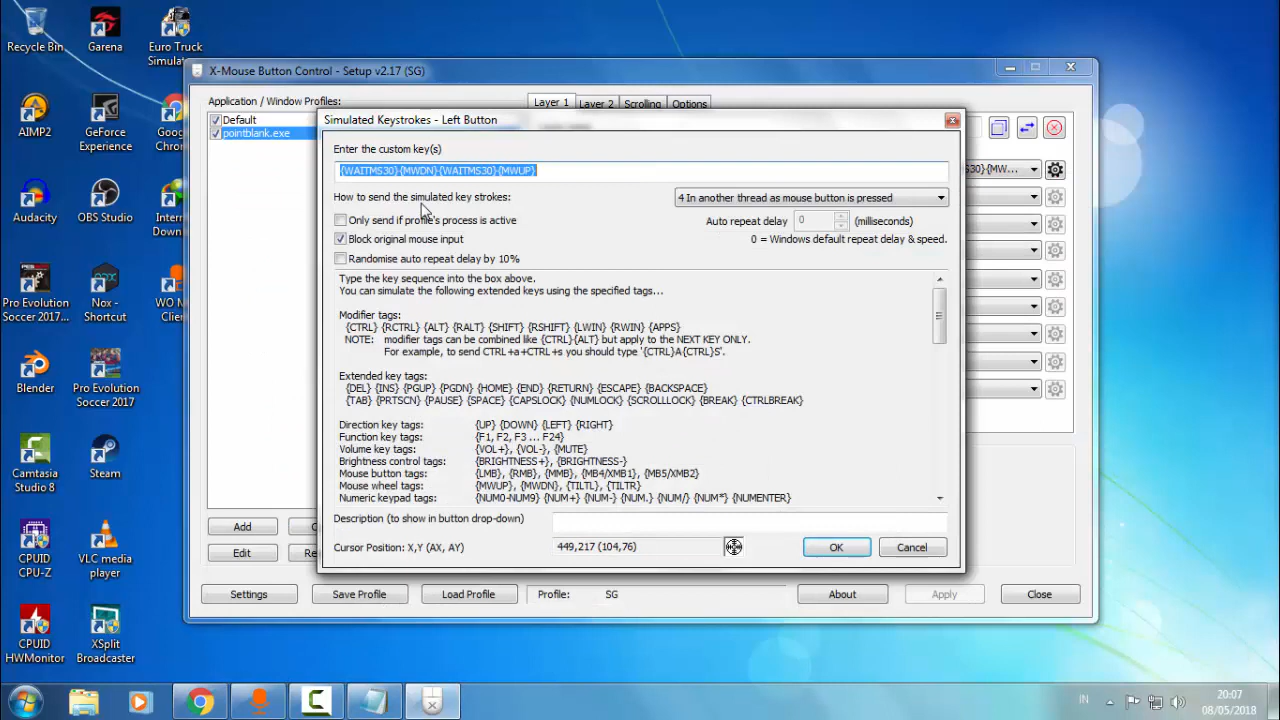 Recycle Bin
Garena
Euro Truck
Simulat
AIMP2
GeForce
Experience
Goog
Chron
Audacity
OBS Studio
Intern
Down
Pro Evolution
Soccer 2017...
Nox -
Shortcut
WO M
Clie
Blender
Pro Evolution
Soccer 2017
Camtasia
Studio 8
Steam
CPUID
CPU-Z
VLC media
player
CPUID
HWMonitor
XSplit
Broadcaster
X-Mouse Button Control - Setup v2.17 (SG)
Application / Window Profiles:
Layer 1
Layer 2
Scrolling
Options
Default
pointblank.exe
S30}{MW...
Simulated Keystrokes - Left Button
Enter the custom key(s)
{WAITMS30}{MWDN}{WAITMS30}{MWUP}
How to send the simulated key strokes:
4 In another thread as mouse button is pressed
Only send if profile's process is active
Auto repeat delay
0
(milliseconds)
Block original mouse input
0 = Windows default repeat delay & speed.
Randomise auto repeat delay by 10%
Type the key sequence into the box above.
You can simulate the following extended keys using the specified tags...
Modifier tags:
{CTRL} {RCTRL} {ALT} {RALT} {SHIFT} {RSHIFT} {LWIN} {RWIN} {APPS}
NOTE: modifier tags can be combined like {CTRL}{ALT} but apply to the NEXT KEY ONLY.
For example, to send CTRL+a+CTRL+s you should type '{CTRL}A{CTRL}S'.
Extended key tags:
{DEL} {INS} {PGUP} {PGDN} {HOME} {END} {RETURN} {ESCAPE} {BACKSPACE}
{TAB} {PRTSCN} {PAUSE} {SPACE} {CAPSLOCK} {NUMLOCK} {SCROLLLOCK} {BREAK} {CTRLBREAK}
Direction key tags: {UP} {DOWN} {LEFT} {RIGHT}
Function key tags: {F1, F2, F3 ... F24}
Volume key tags: {VOL+}, {VOL-}, {MUTE}
Brightness control tags: {BRIGHTNESS+}, {BRIGHTNESS-}
Mouse button tags: {LMB}, {RMB}, {MMB}, {MB4/XMB1}, {MB5/XMB2}
Mouse wheel tags: {MWUP}, {MWDN}, {TILTL}, {TILTR}
Numeric keypad tags: {NUM0-NUM9} {NUM+} {NUM-} {NUM.} {NUM/} {NUM*} {NUMENTER}
Description (to show in button drop-down)
Cursor Position: X,Y (AX, AY)
449,217 (104,76)
OK
Cancel
Add
C
Edit
Re
Settings
Save Profile
Load Profile
Profile:
SG
About
Apply
Close
IN
20:07
08/05/2018